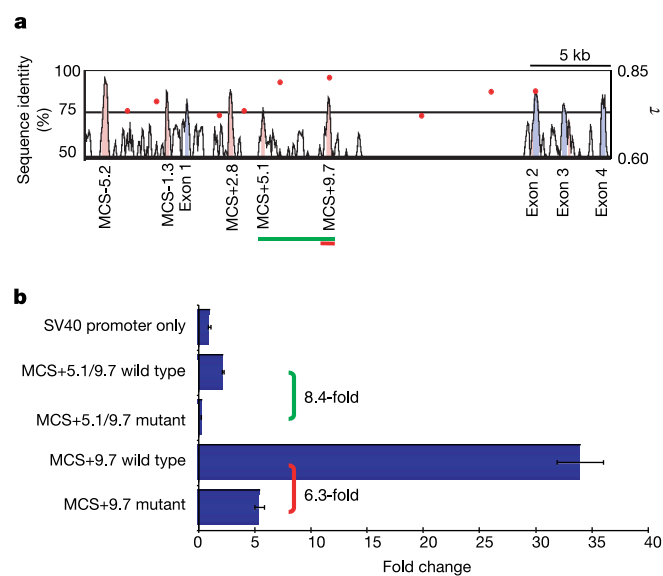 a
5 kb
Sequence identity
(%)
100
75
50
0.85
τ
0.60
MCS-5.2
MCS-1.3
Exon 1
MCS+2.8
MCS+5.1
MCS+9.7
Exon 2
Exon 3
Exon 4
b
SV40 promoter only
MCS+5.1/9.7 wild type
MCS+5.1/9.7 mutant
MCS+9.7 wild type
MCS+9.7 mutant
8.4-fold
6.3-fold
0 5 10 15 20 25 30 35 40
Fold change